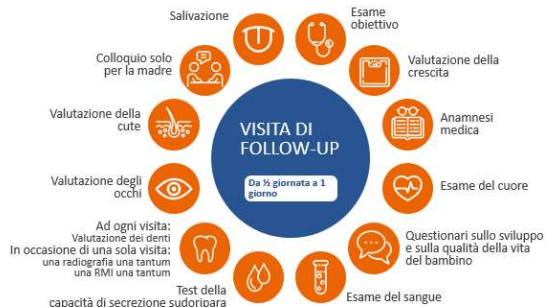 Salivazione
Esame
obiettivo
Colloquio solo
per la madre
Valutazione della
crescita
Valutazione della
cute
VISITA DI
FOLLOW-UP
Anamnesi
medica
Da ½ giornata a 1
giorno
Valutazione degli
occhi
Esame del cuore
Ad ogni visita:
Valutazione dei denti
In occasione di una sola visita:
una radiografia una tantum
una RMI una tantum
Questionari sullo sviluppo
e sulla qualità della vita
del bambino
Test della
capacità di secrezione sudoripara
Esame del sangue